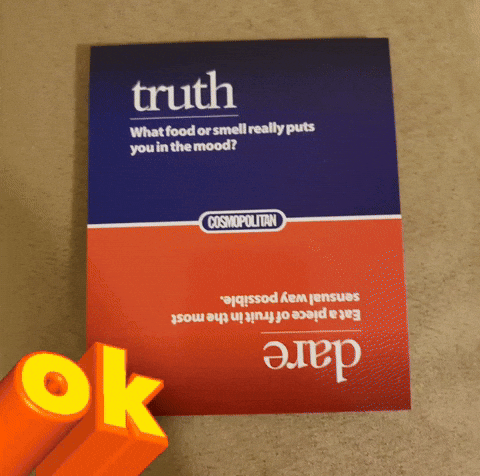 truth
What food or smell really puts
you in the mood?
COSMOPOLITAN
dare
Eat a piece of fruit in the most
sensual way possible.
ok